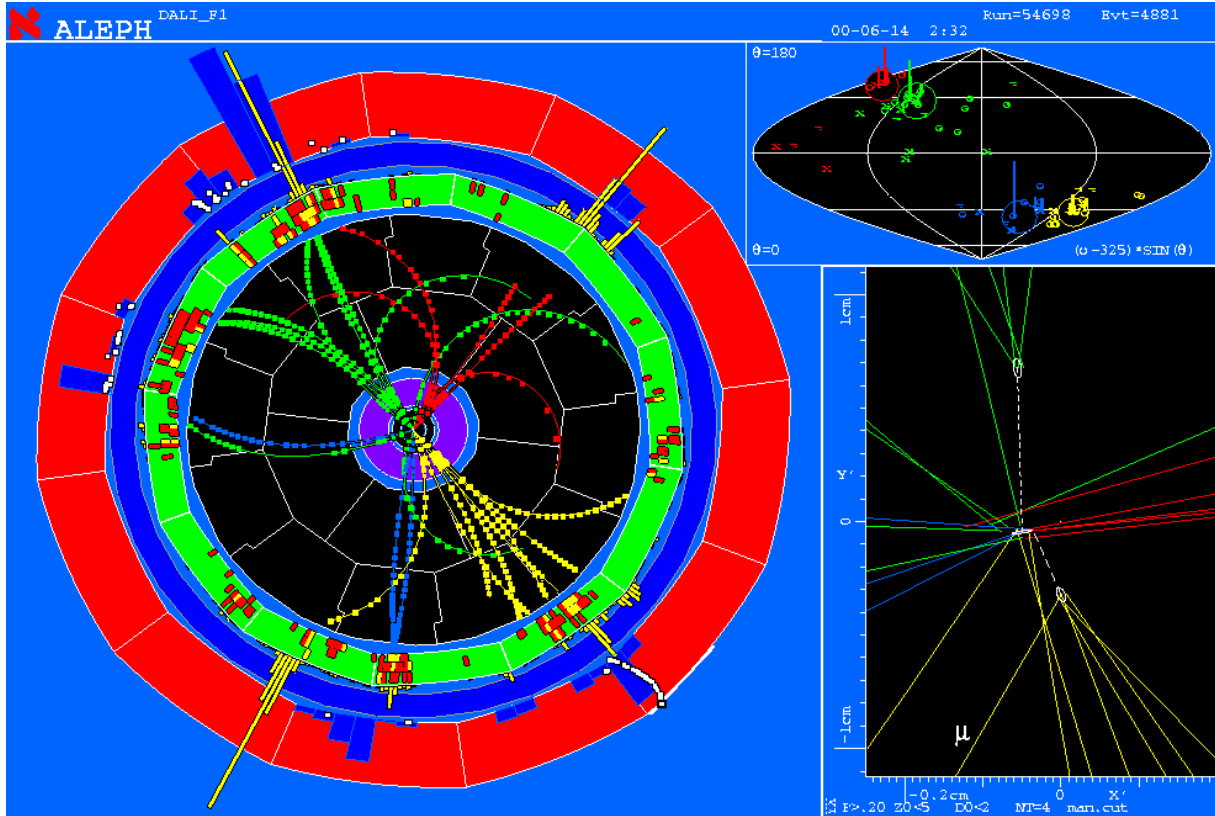 DALI_F1
ALEPH
Run=54698 Evt=4881
00-06-14 2:32
θ=180
θ=0
(φ-325)*SIN(θ)
1cm
Y'
0
-1cm
μ
-0.2cm 0 X'
YX P>.20 Z0<5 D0<2 NT=4 man.cut